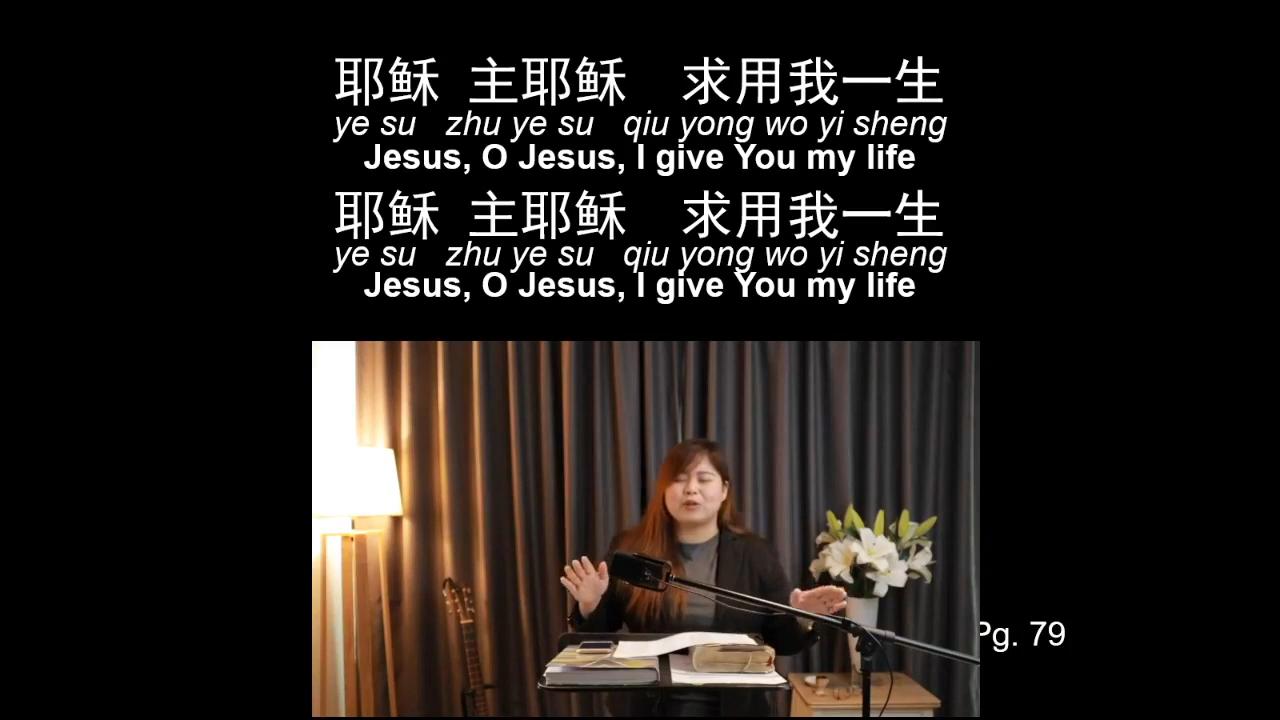 耶稣 主耶稣 求用我一生
ye su zhu ye su qiu yong wo yi sheng
Jesus, O Jesus, I give You my life
耶稣 主耶稣 求用我一生
ye su zhu ye su qiu yong wo yi sheng
Jesus, O Jesus, I give You my life
Pg. 79